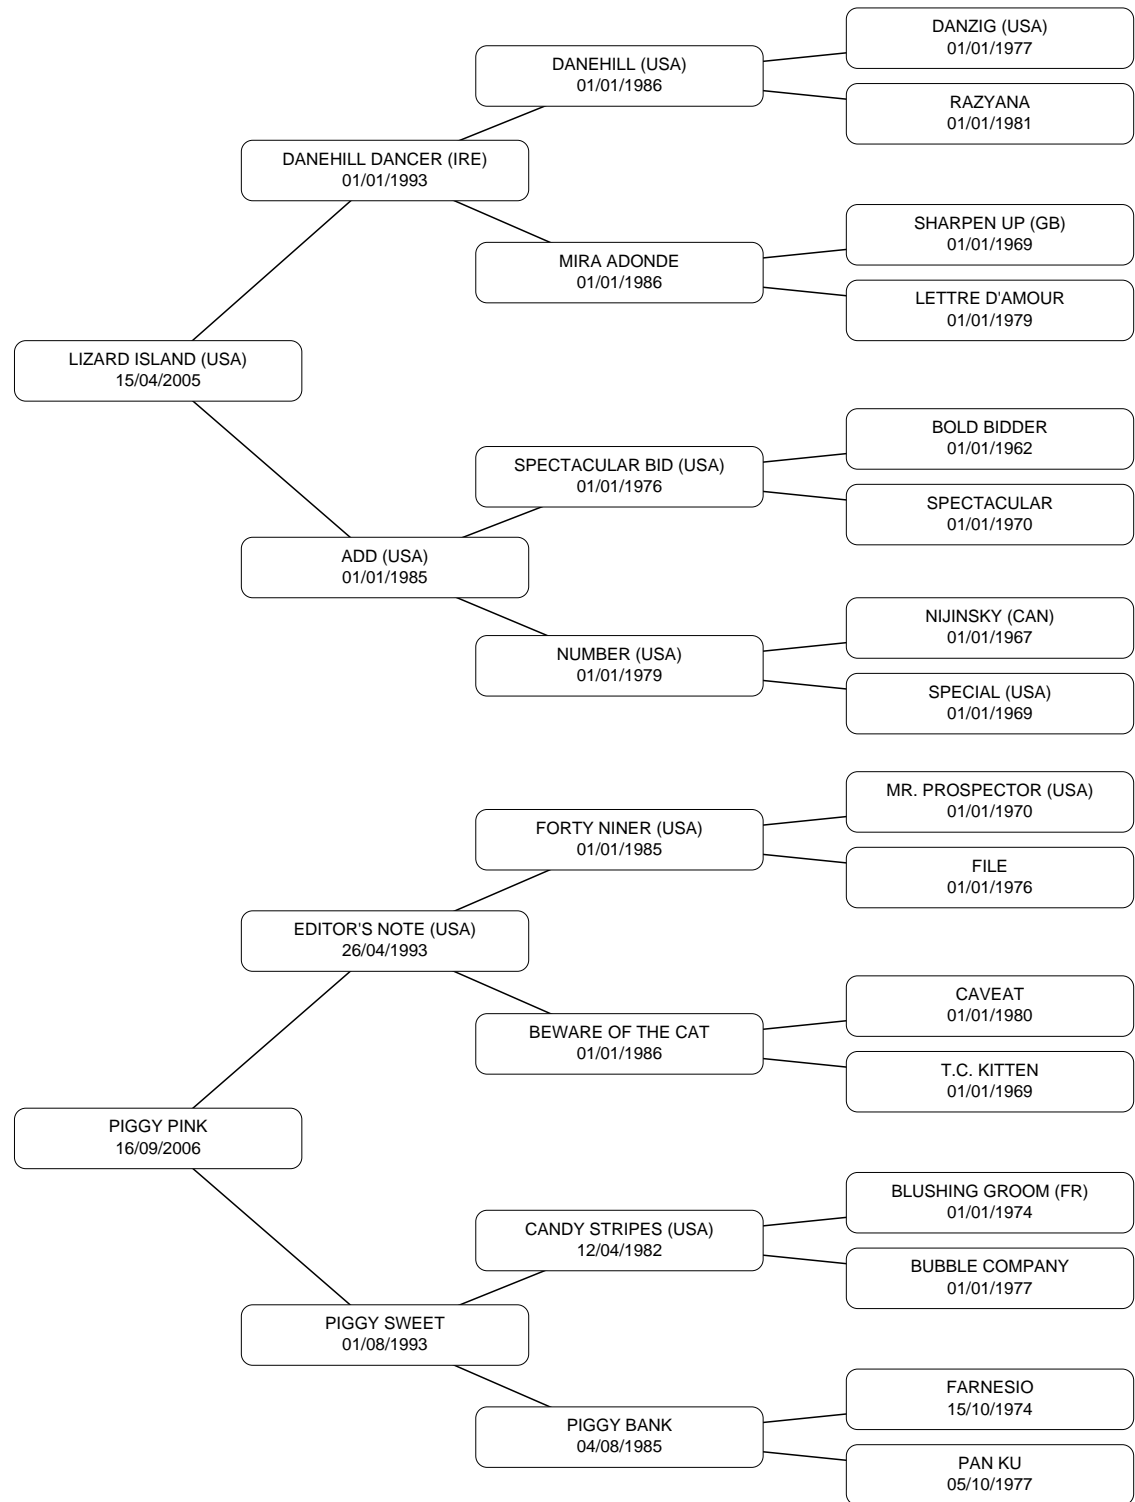 DANZIG (USA)
01/01/1977
DANEHILL (USA)
01/01/1986
RAZYANA
01/01/1981
DANEHILL DANCER (IRE)
01/01/1993
SHARPEN UP (GB)
01/01/1969
MIRA ADONDE
01/01/1986
LETTRE D'AMOUR
01/01/1979
LIZARD ISLAND (USA)
15/04/2005
BOLD BIDDER
01/01/1962
SPECTACULAR BID (USA)
01/01/1976
SPECTACULAR
01/01/1970
ADD (USA)
01/01/1985
NIJINSKY (CAN)
01/01/1967
NUMBER (USA)
01/01/1979
SPECIAL (USA)
01/01/1969
MR. PROSPECTOR (USA)
01/01/1970
FORTY NINER (USA)
01/01/1985
FILE
01/01/1976
EDITOR'S NOTE (USA)
26/04/1993
CAVEAT
01/01/1980
BEWARE OF THE CAT
01/01/1986
T.C. KITTEN
01/01/1969
PIGGY PINK
16/09/2006
BLUSHING GROOM (FR)
01/01/1974
CANDY STRIPES (USA)
12/04/1982
BUBBLE COMPANY
01/01/1977
PIGGY SWEET
01/08/1993
FARNESIO
15/10/1974
PIGGY BANK
04/08/1985
PAN KU
05/10/1977